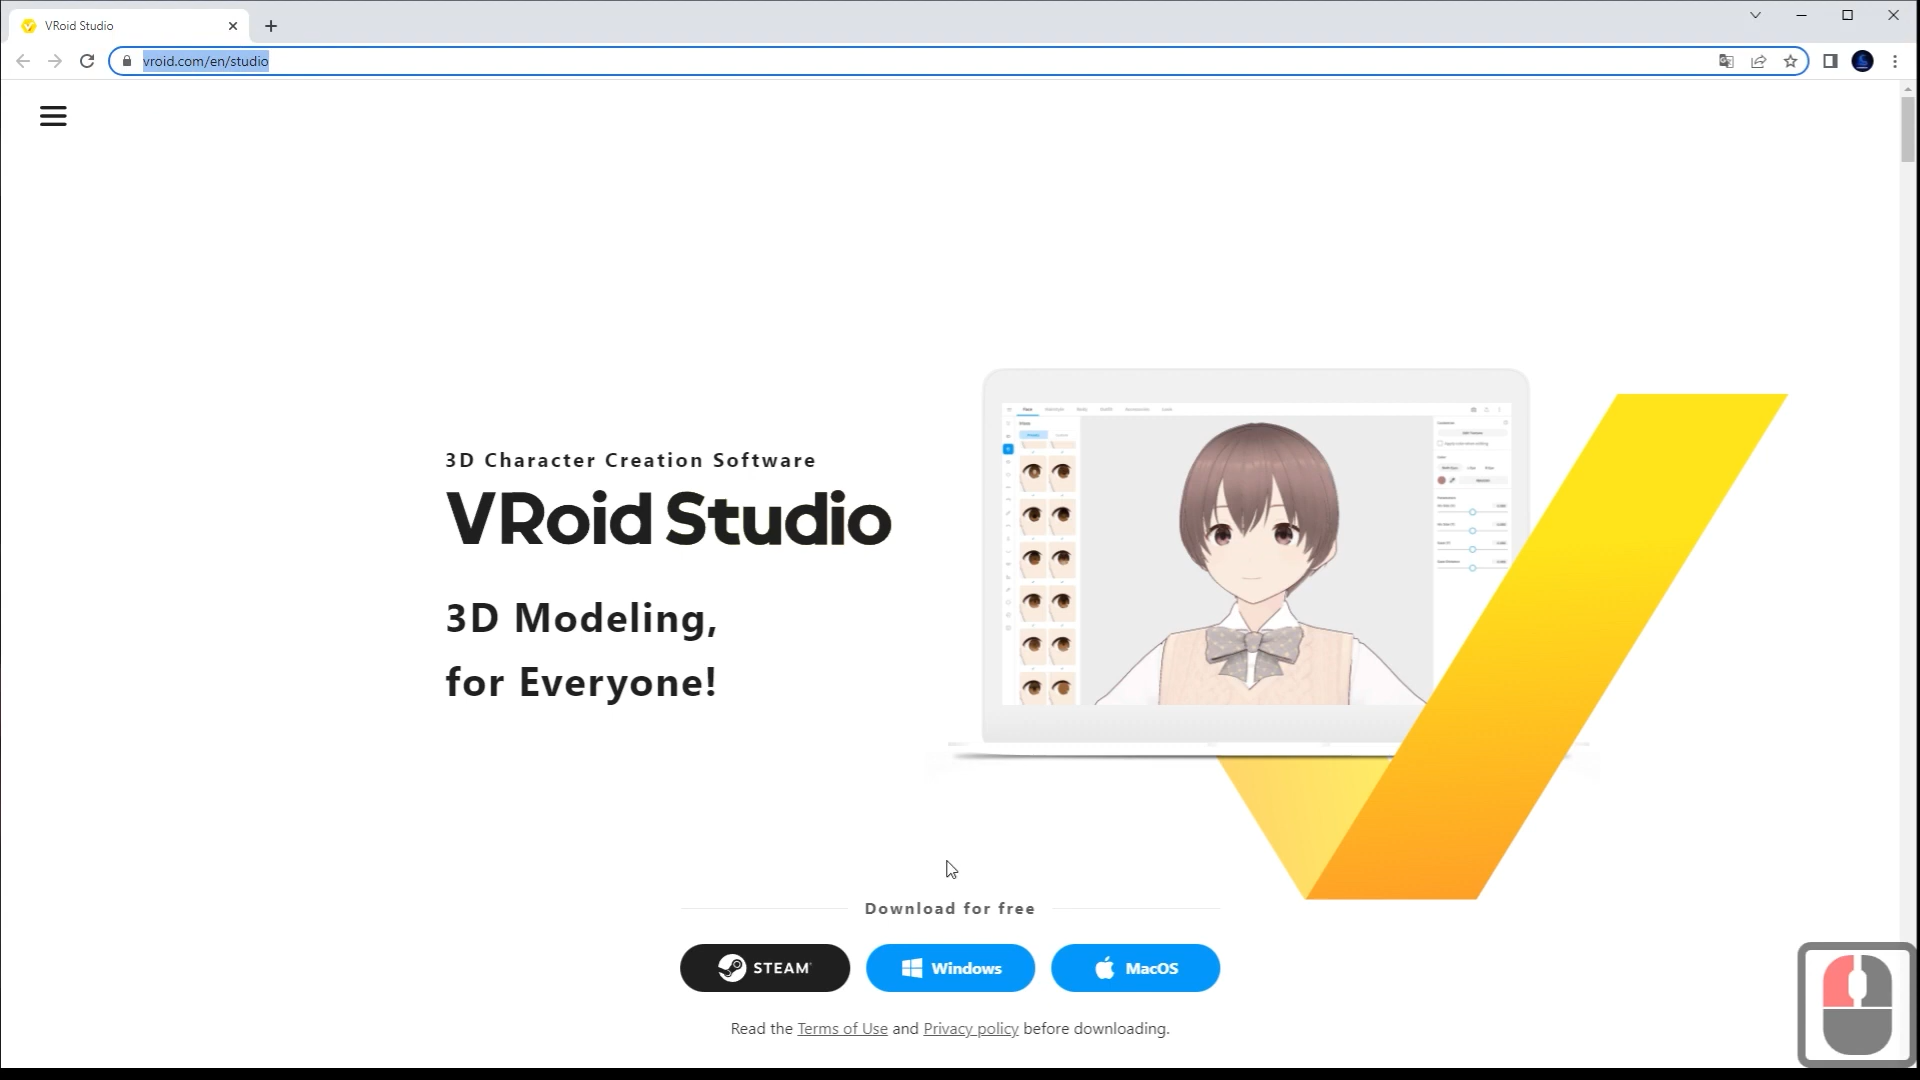 VRoid Studio
vroid.com/en/studio
3D Character Creation Software
VRoid Studio
3D Modeling,
for Everyone!
Download for free
STEAM
Windows
MacOS
Read the Terms of Use and Privacy policy before downloading.